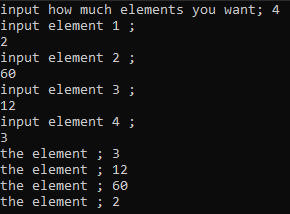 input how much elements you want; 4
input element 1 ;
2
input element 2 ;
60
input element 3 ;
12
input element 4 ;
3
the element ; 3
the element ; 12
the element ; 60
the element ; 2